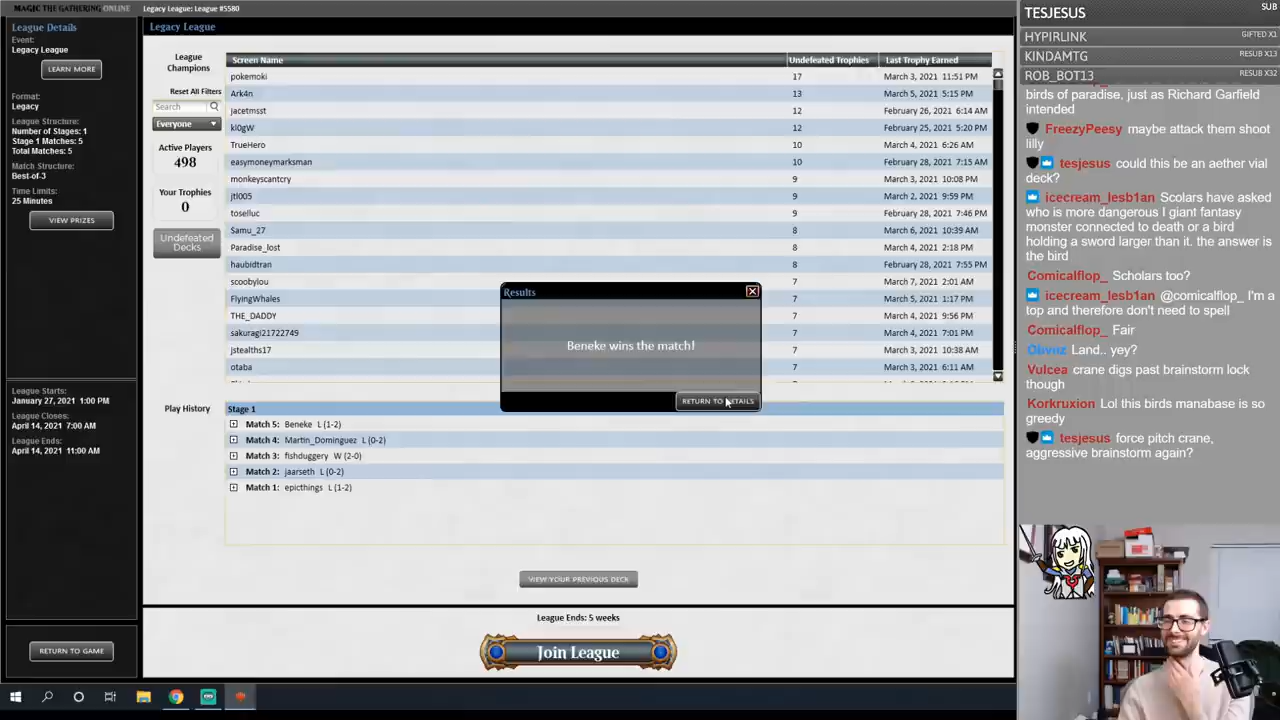 MAGIC THE GATHERING ONLINE
Legacy League: League #5580
League Details
Event:
Legacy League
LEARN MORE
Format:
Legacy
League Structure:
Number of Stages: 1
Stage 1 Matches: 5
Total Matches: 5
Match Structure:
Best-of-3
Time Limits:
25 Minutes
VIEW PRIZES
League Starts:
January 27, 2021 1:00 PM
League Closes:
April 14, 2021 7:00 AM
League Ends:
April 14, 2021 11:00 AM
RETURN TO GAME
Legacy League
League
Champions
Reset All Filters
Search
Everyone
Active Players
498
Your Trophies
0
Undefeated
Decks
Screen Name Undefeated Trophies Last Trophy Earned
pokemoki 17 March 3, 2021 11:51 PM
Ark4n 13 March 5, 2021 5:15 PM
jacetmsst 12 February 26, 2021 6:14 AM
kl0gW 12 February 25, 2021 5:20 PM
TrueHero 10 March 4, 2021 6:26 AM
easymoneymarksman 10 February 28, 2021 7:15 AM
monkeyscantcry 9 March 3, 2021 10:08 PM
jtl005 9 March 2, 2021 9:59 PM
toselluc 9 February 28, 2021 7:46 PM
Samu_27 8 March 6, 2021 10:39 AM
Paradise_lost 8 March 4, 2021 2:18 PM
haubidtran 8 February 28, 2021 7:55 PM
scoobylou 7 March 7, 2021 2:01 AM
FlyingWhales 7 March 5, 2021 1:17 PM
THE_DADDY 7 March 4, 2021 9:56 PM
sakuragi21722749 7 March 4, 2021 7:01 PM
jstealths17 7 March 3, 2021 10:38 AM
otaba 7 March 3, 2021 6:11 AM
Results
Beneke wins the match!
RETURN TO DETAILS
Play History
Stage 1
Match 5: Beneke L (1-2)
Match 4: Martin_Dominguez L (0-2)
Match 3: fishduggery W (2-0)
Match 2: jaarseth L (0-2)
Match 1: epicthings L (1-2)
VIEW YOUR PREVIOUS DECK
League Ends: 5 weeks
Join League
TESJESUS SUB
HYPIRLINK GIFTED X1
KINDAMTG RESUB X13
ROB_BOT13 RESUB X32
birds of paradise, just as Richard Garfield
intended
FreezyPeesy maybe attack them shoot
lilly
tesjesus could this be an aether vial
deck?
icecream_lesb1an Scolars have asked
who is more dangerous I giant fantasy
monster connected to death or a bird
holding a sword larger than it. the answer is
the bird
Comicalflop_ Scholars too?
icecream_lesb1an @comicalflop_ I'm a
top and therefore don't need to spell
Comicalflop_ Fair
Land.. yey?
Vulcea crane digs past brainstorm lock
though
Korkruxion Lol this birds manabase is so
greedy
tesjesus force pitch crane,
aggressive brainstorm again?